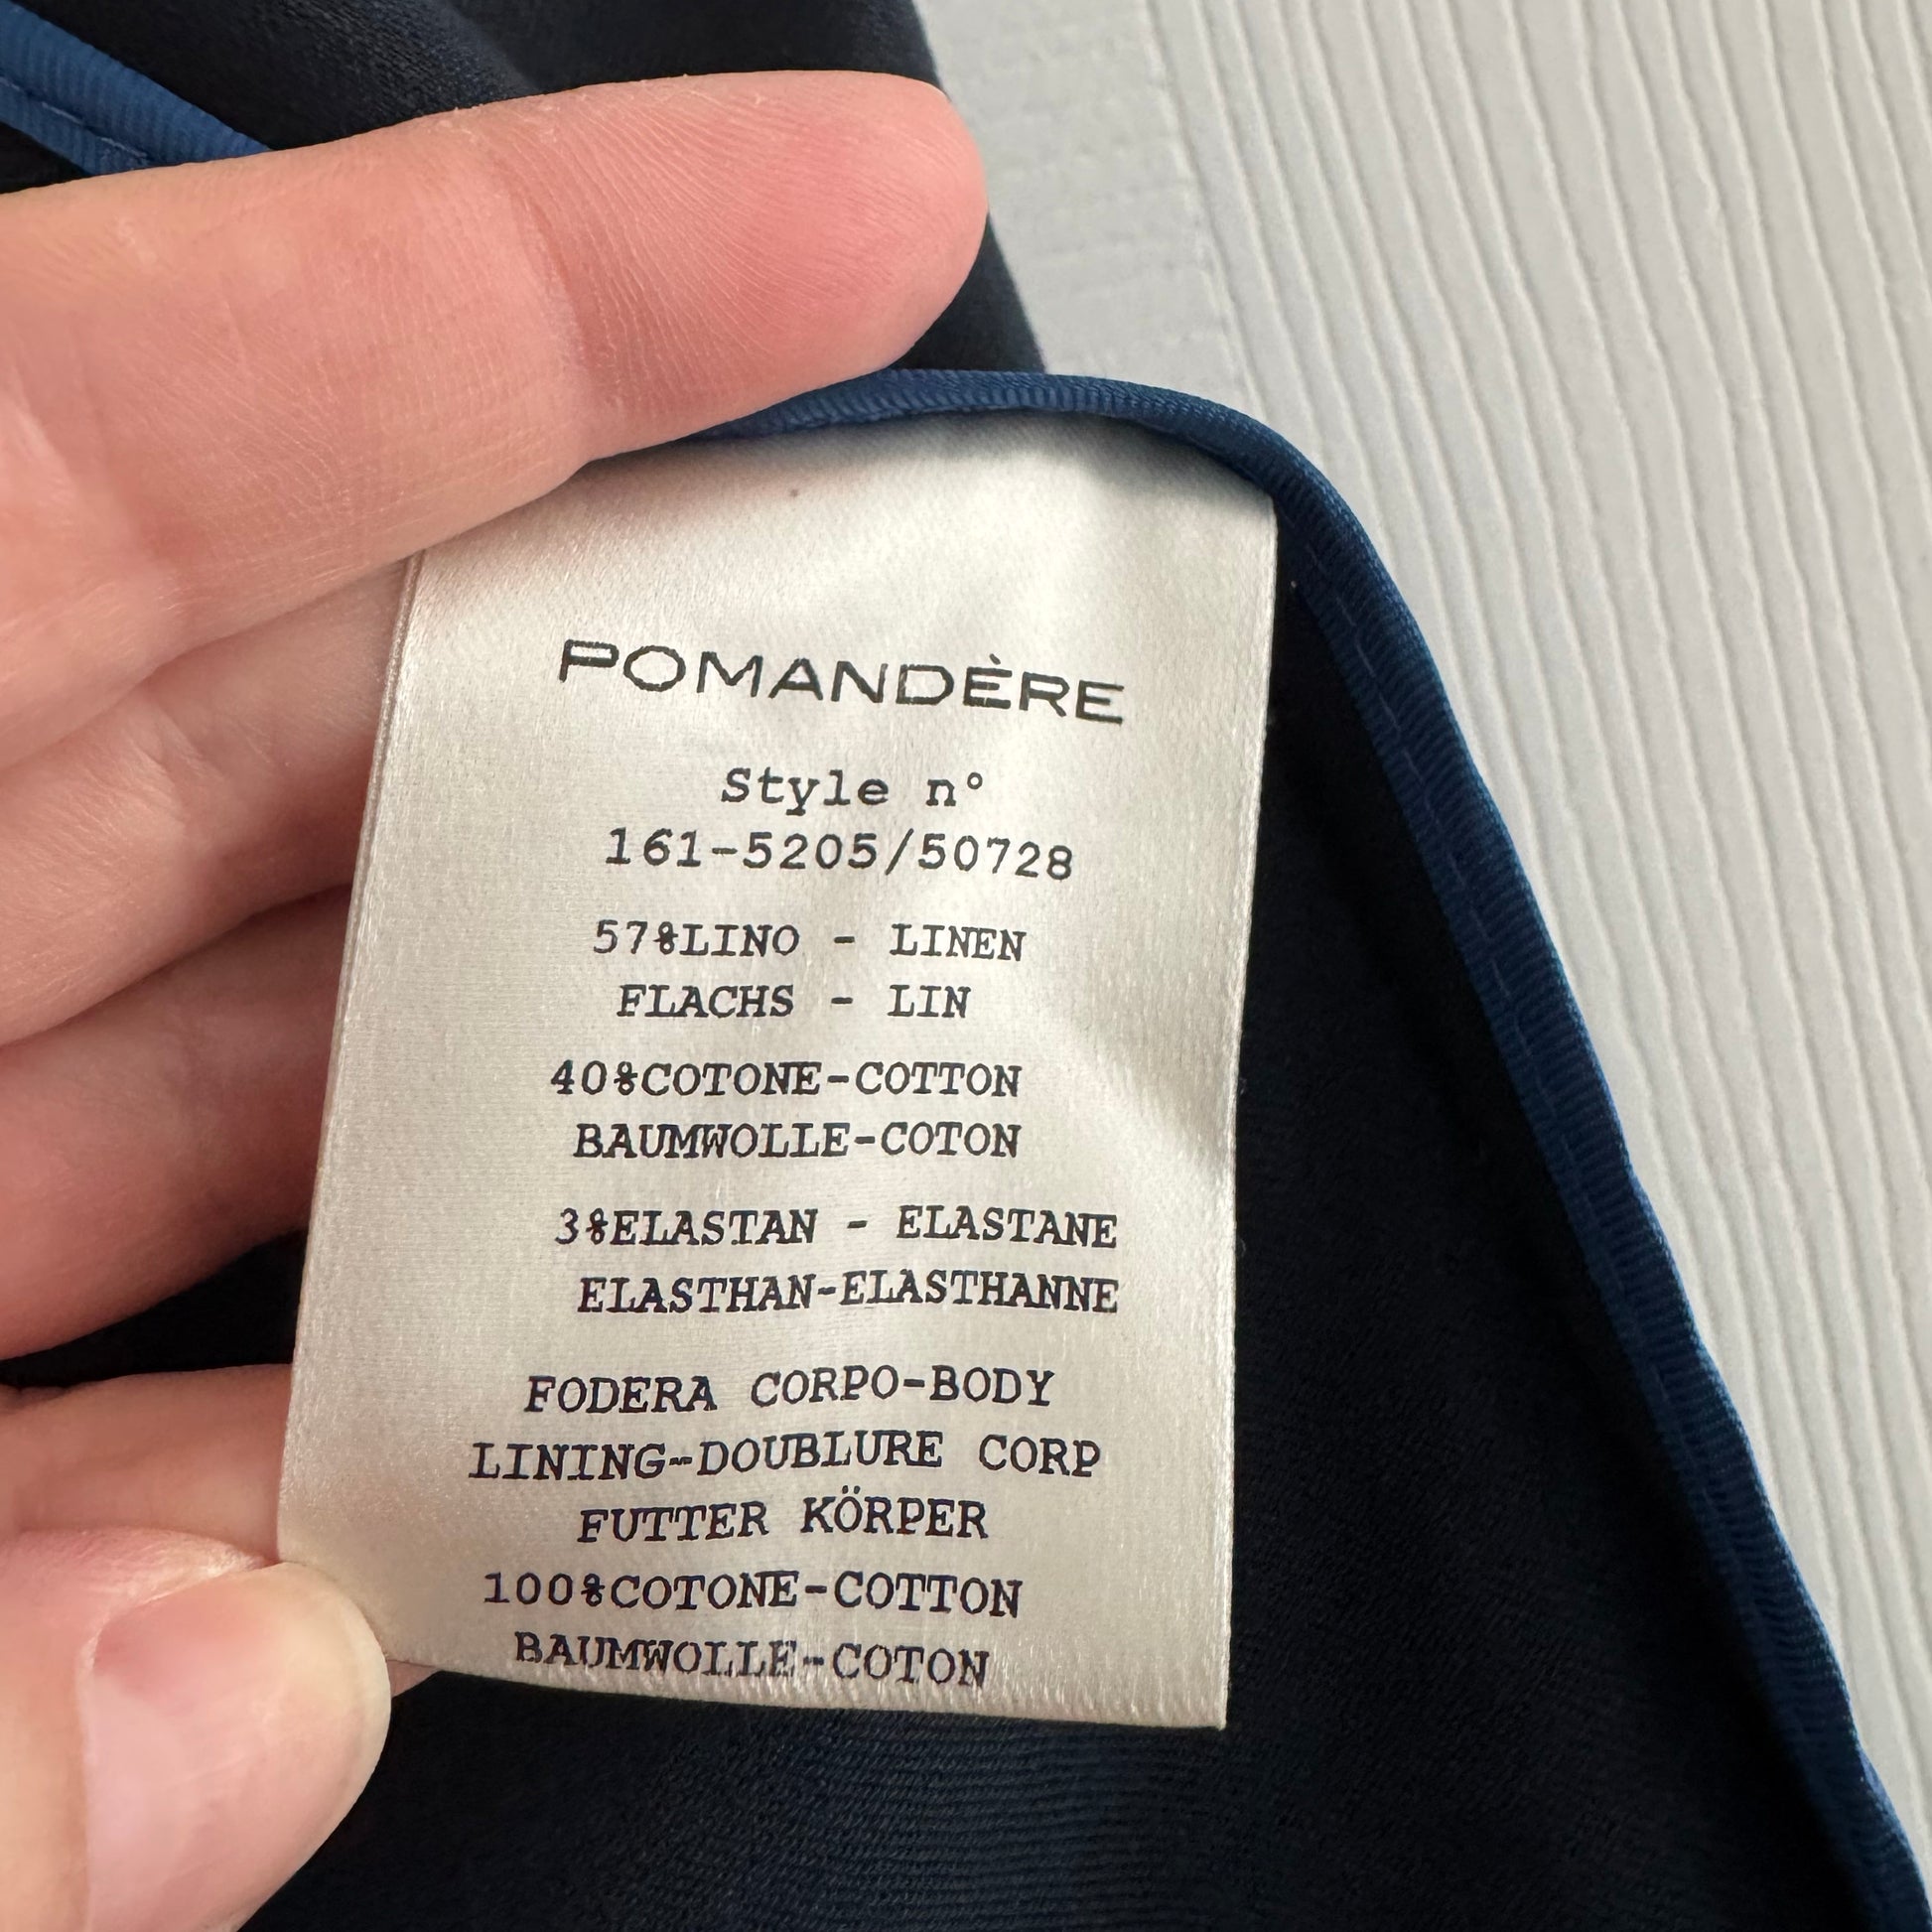 POMANDÈRE
Style n°
161-5205/50728
57%LINO - LINEN
FLACHS - LIN
40%COTONE-COTTON
BAUMWOLLE-COTON
3%ELASTAN - ELASTANE
ELASTHAN-ELASTHANNE
FODERA CORPO-BODY
LINING-DOUBLURE CORP
FUTTER KÖRPER
100%COTONE-COTTON
BAUMWOLLE-COTON